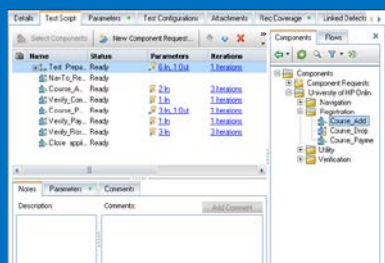 Details Test Script Parameters Test Configurations Attachments Req Coverage Linked Defects
Select Components New Component Request...
Name Status Parameters Iterations
Test Prepa.. Ready 6 In, 1 Out 1 Iterations
NavTo_Re.. Ready
Course_A.. Ready 2 In 3 Iterations
Verify_Con.. Ready 1 In 1 Iterations
Course_P.. Ready 3 In, 1 Out 1 Iterations
Verify_Pay.. Ready 1 In 1 Iterations
Verify_Ros.. Ready 3 In 3 Iterations
Close appli.. Ready
Notes Parameters Comments
Description: Comments: Add Comment
Components Flows
Components
Component Requests
University of HP Onlin
Navigation
Registration
Course_Add
Course_Drop
Course_Payme
Utility
Verification